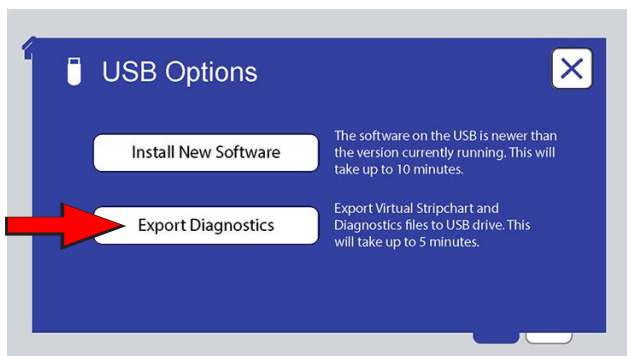 USB Options
Install New Software
The software on the USB is newer than
the version currently running. This will
take up to 10 minutes.
Export Diagnostics
Export Virtual Stripchart and
Diagnostics files to USB drive. This
will take up to 5 minutes.